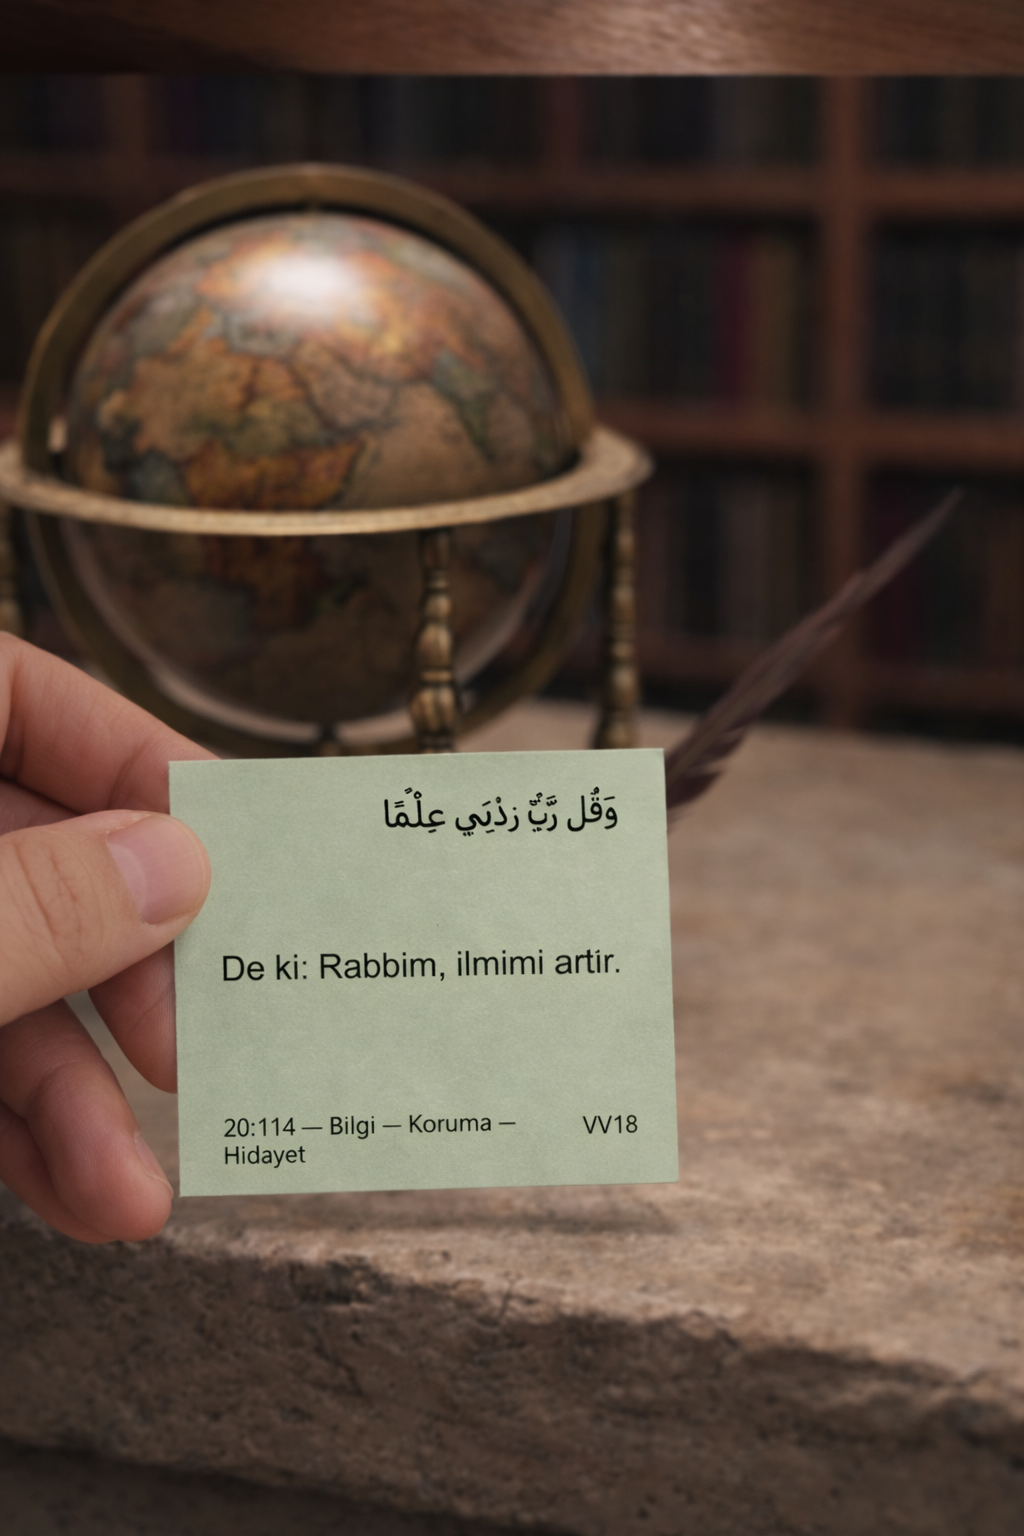 وَقُل رَّبِّ زِدْنِي عِلْمًا
De ki: Rabbim, ilmimi artır.
20:114 — Bilgi — Koruma — VV18
Hidayet